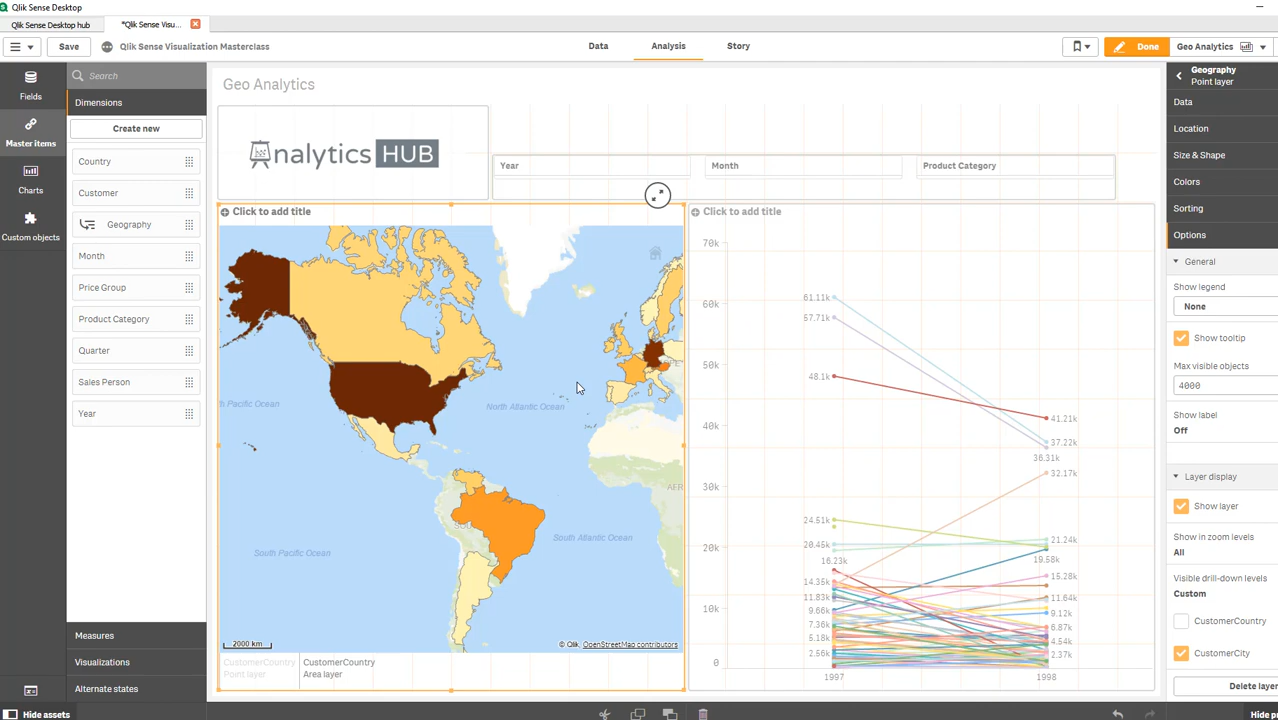 Qlik Sense Desktop
Qlik Sense Desktop hub
*Qlik Sense Visu...
Save
Qlik Sense Visualization Masterclass
Data
Analysis
Story
Done
Geo Analytics
Fields
Master items
Charts
Custom objects
Search
Dimensions
Create new
Country
Customer
Geography
Month
Price Group
Product Category
Quarter
Sales Person
Year
Measures
Visualizations
Alternate states
Hide assets
Geo Analytics
nalytics HUB
Year
Month
Product Category
Click to add title
North Atlantic Ocean
h Pacific Ocean
South Pacific Ocean
South Atlantic Ocean
AFR
2000 km
© Qlik, OpenStreetMap contributors
CustomerCountry
Point layer
CustomerCountry
Area layer
Click to add title
70k
60k
50k
40k
30k
20k
10k
0
61.11k
57.71k
48.1k
24.51k
20.45k
16.23k
14.35k
11.83k
9.66k
7.36k
5.18k
2.56k
41.21k
37.22k
36.31k
32.17k
21.24k
19.58k
15.28k
11.64k
9.12k
6.87k
4.54k
2.37k
1997
1998
Geography
Point layer
Data
Location
Size & Shape
Colors
Sorting
Options
General
Show legend
None
Show tooltip
Max visible objects
4000
Show label
Off
Layer display
Show layer
Show in zoom levels
All
Visible drill-down levels
Custom
CustomerCountry
CustomerCity
Delete layer
Hide pr